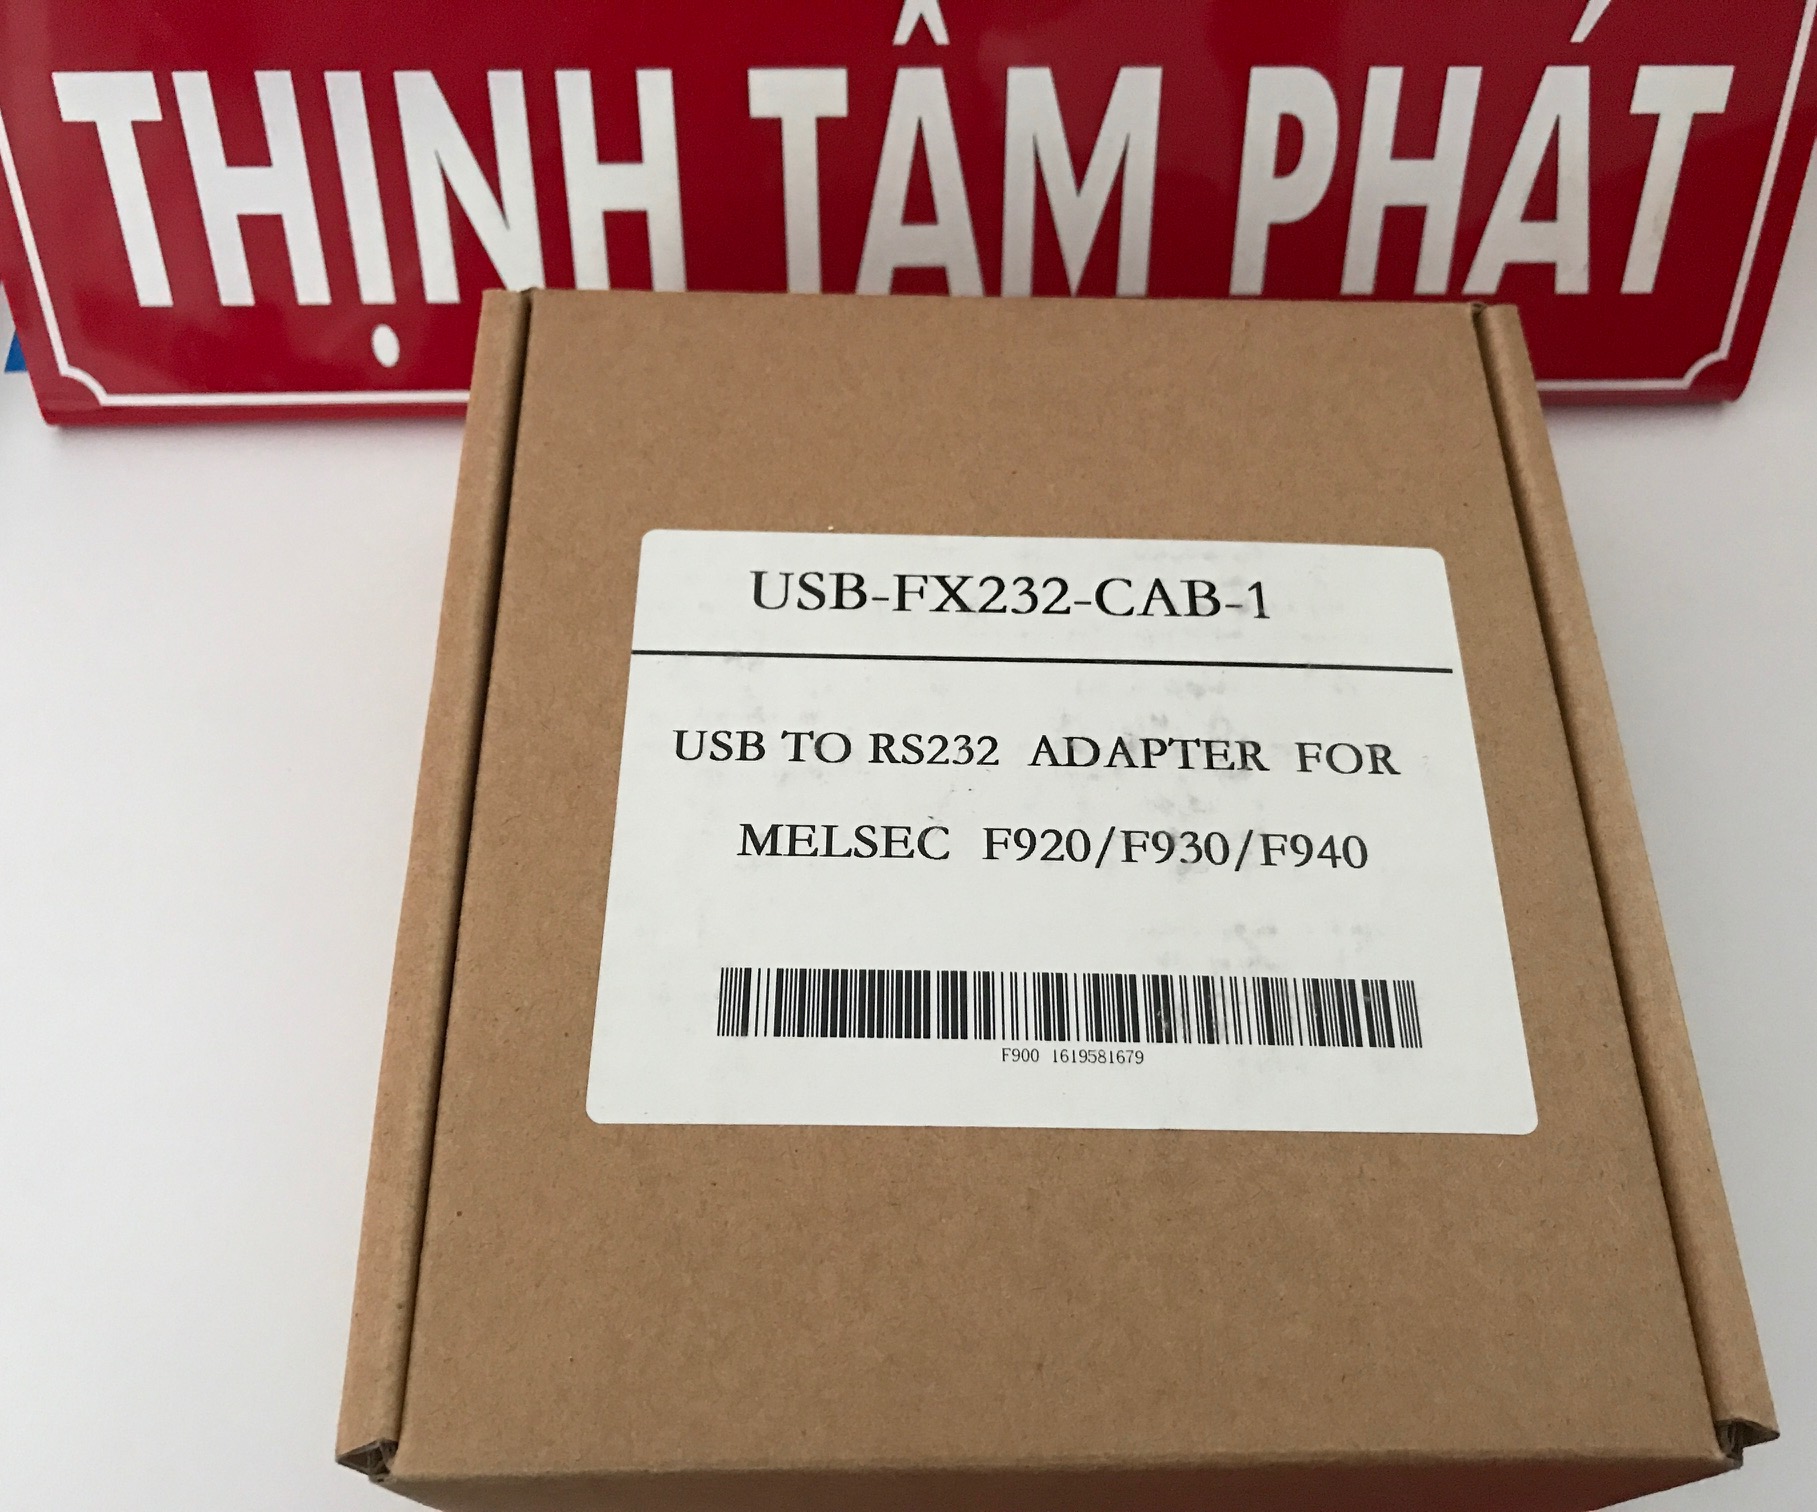 THỊNH TÂM PHÁT
USB-FX232-CAB-1
USB TO RS232 ADAPTER FOR
MELSEC F920/F930/F940
F900 1619581679